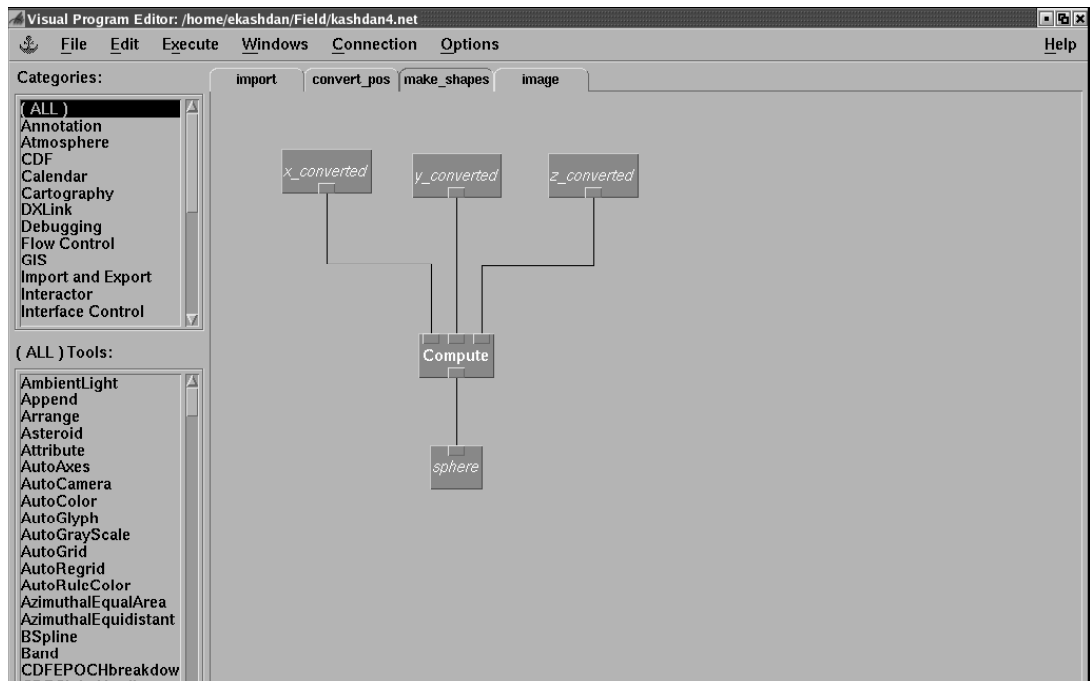 Visual Program Editor: /home/ekashdan/Field/kashdan4.net
File Edit Execute Windows Connection Options Help
Categories:
import convert_pos make_shapes image
( ALL )
Annotation
Atmosphere
CDF
Calendar
Cartography
DXLink
Debugging
Flow Control
GIS
Import and Export
Interactor
Interface Control
x_converted y_converted z_converted
Compute
sphere
( ALL ) Tools:
AmbientLight
Append
Arrange
Asteroid
Attribute
AutoAxes
AutoCamera
AutoColor
AutoGlyph
AutoGrayScale
AutoGrid
AutoRegrid
AutoRuleColor
AzimuthalEqualArea
AzimuthalEquidistant
BSpline
Band
CDFEPOCHbreakdow